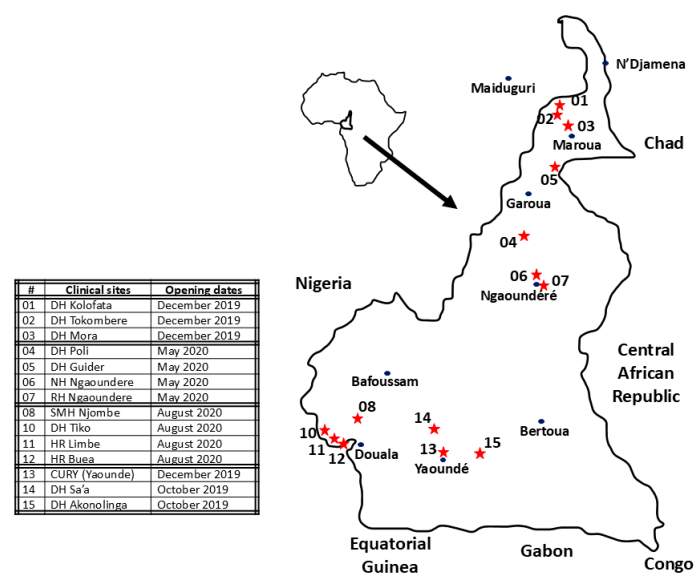 N'Djamena
Maiduguri
01
02
03
Maroua
Chad
05
Garoua
04
Nigeria
06
07
Ngaoundéré
# Clinical sites Opening dates
01 DH Kolofata December 2019
02 DH Tokombere December 2019
03 DH Mora December 2019
04 DH Poli May 2020
05 DH Guider May 2020
06 NH Ngaoundere May 2020
07 RH Ngaoundere May 2020
08 SMH Njombe August 2020
10 DH Tiko August 2020
11 HR Limbe August 2020
12 HR Buea August 2020
13 CURY (Yaounde) December 2019
14 DH Sa'a October 2019
15 DH Akonolinga October 2019
Central
African
Republic
Bafoussam
08
14
Bertoua
10
11
12
Douala
13
15
Yaoundé
Equatorial
Guinea
Gabon
Congo